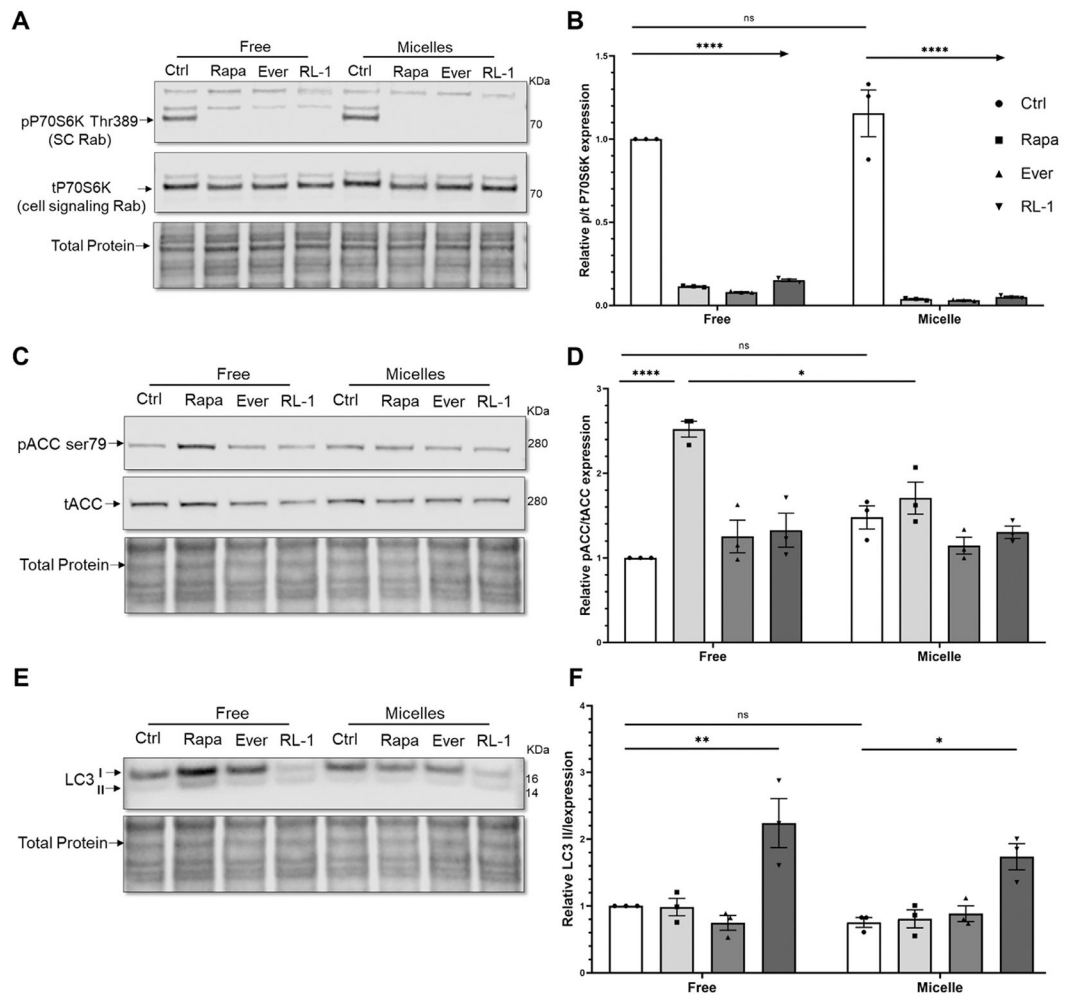 A
Free
Micelles
Ctrl Rapa Ever RL-1 Ctrl Rapa Ever RL-1
KDa
pP70S6K Thr389
(SC Rab)
70
tP70S6K
(cell signaling Rab)
70
Total Protein
B
ns
****
****
Relative p/t P70S6K expression
1.5
1.0
0.5
0.0
Free
Micelle
Ctrl
Rapa
Ever
RL-1
C
Free
Micelles
Ctrl Rapa Ever RL-1 Ctrl Rapa Ever RL-1
KDa
pACC ser79
280
tACC
280
Total Protein
D
ns
****
*
Relative pACC/tACC expression
3
2
1
0
Free
Micelle
E
Free
Micelles
Ctrl Rapa Ever RL-1 Ctrl Rapa Ever RL-1
KDa
LC3 I
II
16
14
Total Protein
F
ns
**
*
Relative LC3 II/Iexpression
4
3
2
1
0
Free
Micelle